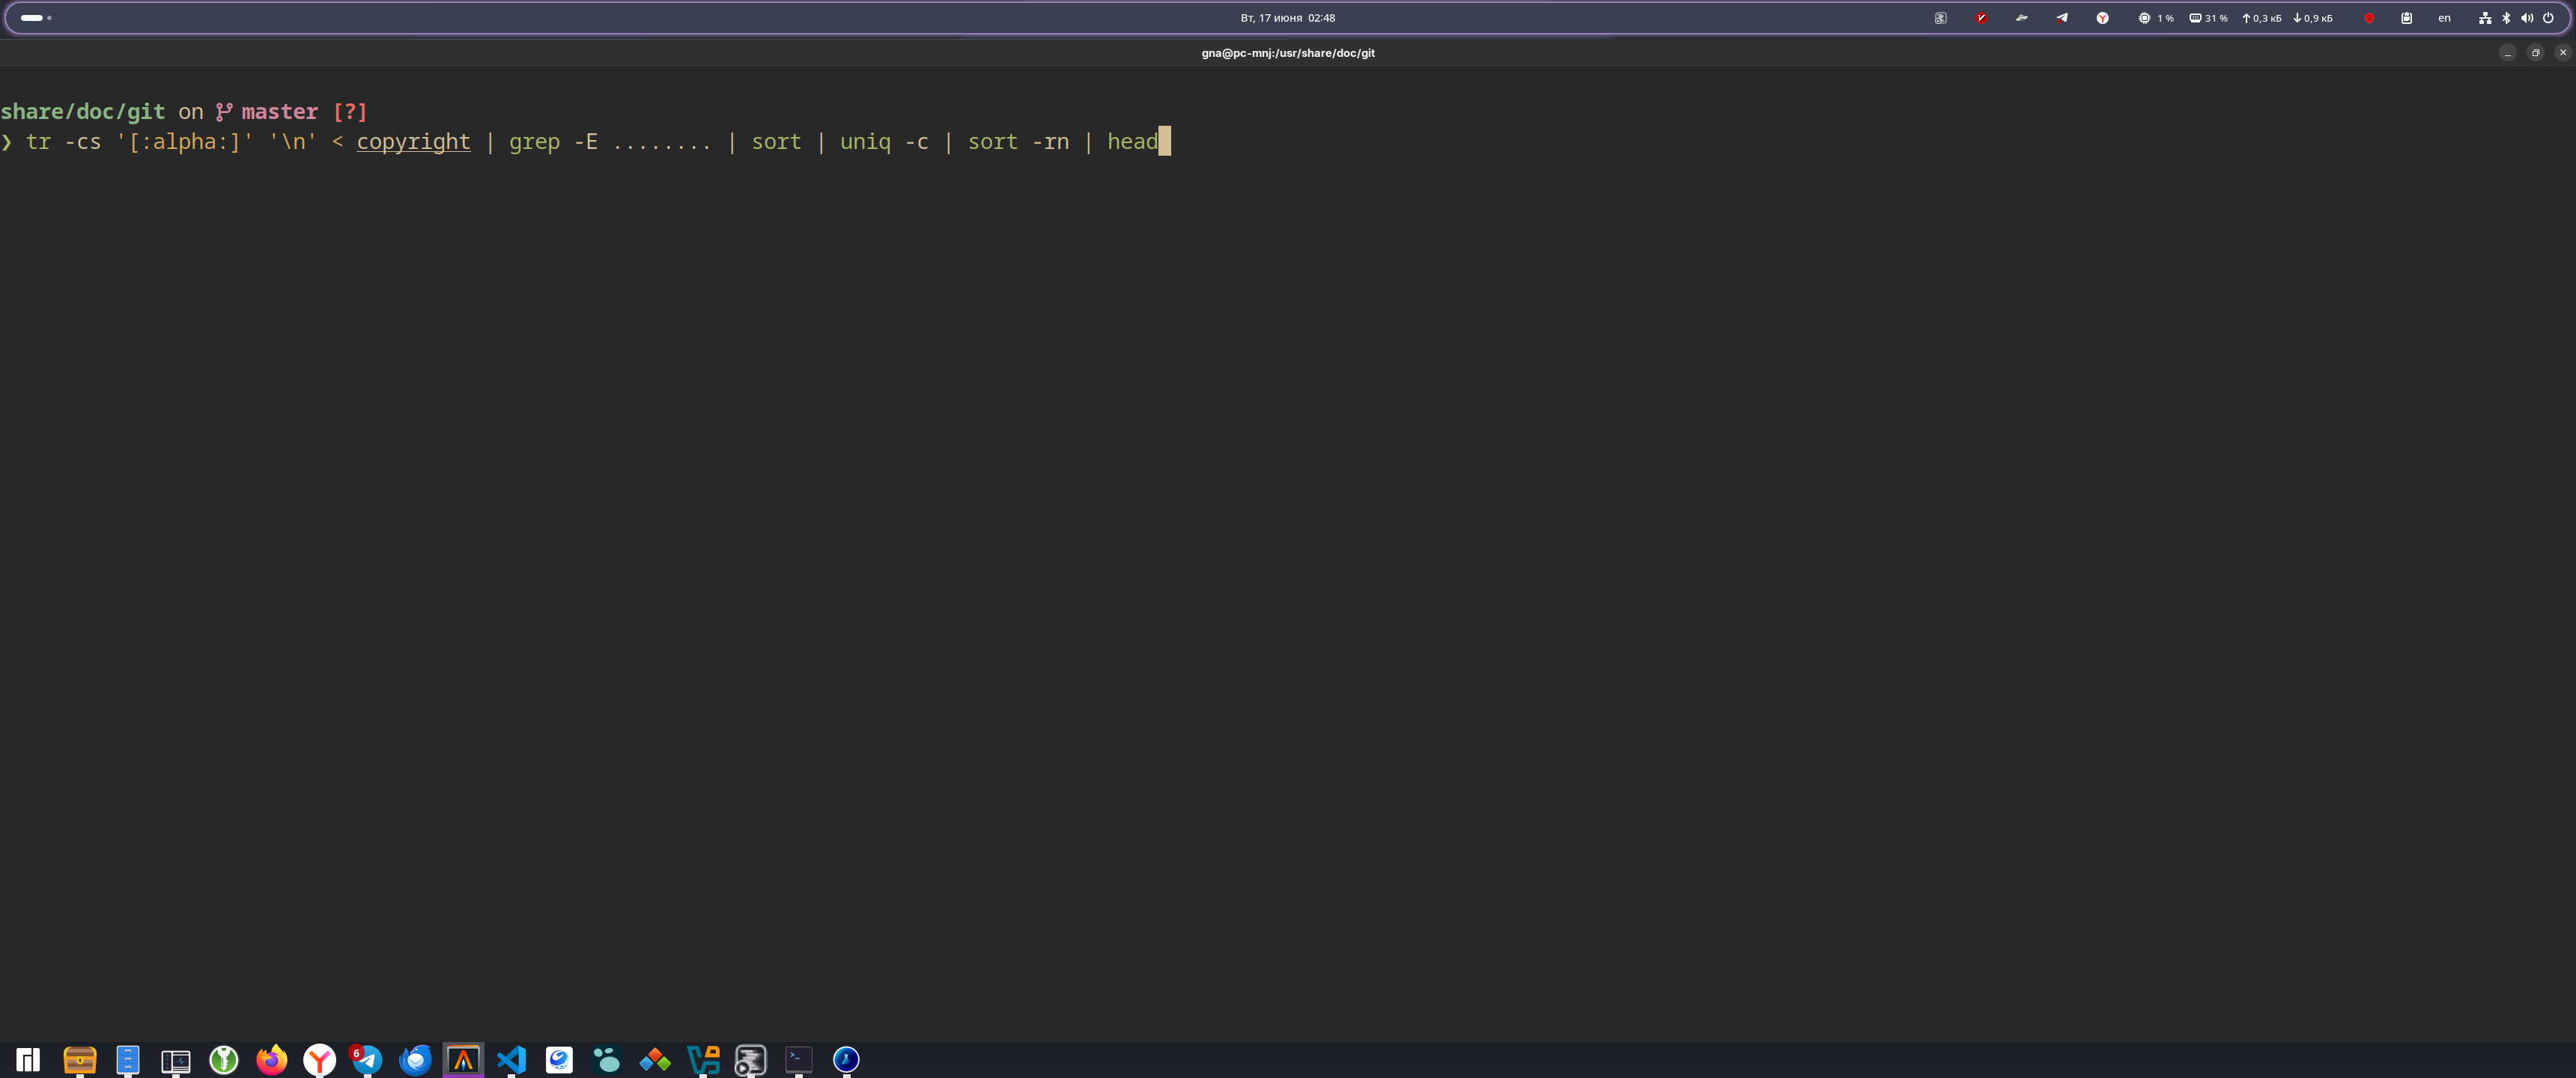 Вт, 17 июня 02:48
1 % 31 % 0,3 кБ 0,9 кБ en
gna@pc-mnj:/usr/share/doc/git
share/doc/git on master [?]
❯ tr -cs '[:alpha:]' '\n' < copyright | grep -E ........ | sort | uniq -c | sort -rn | head
6